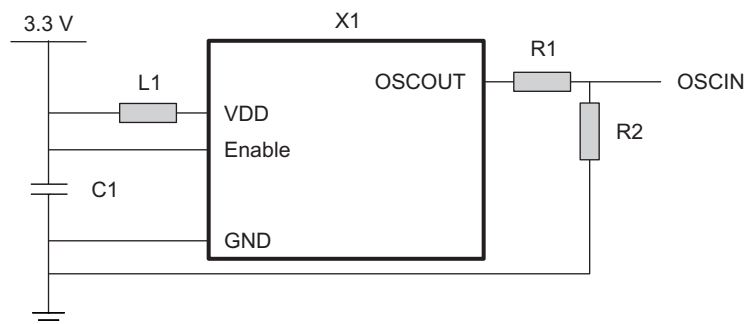 3.3 V
X1
R1
L1
OSCOUT
OSCIN
VDD
R2
Enable
C1
GND